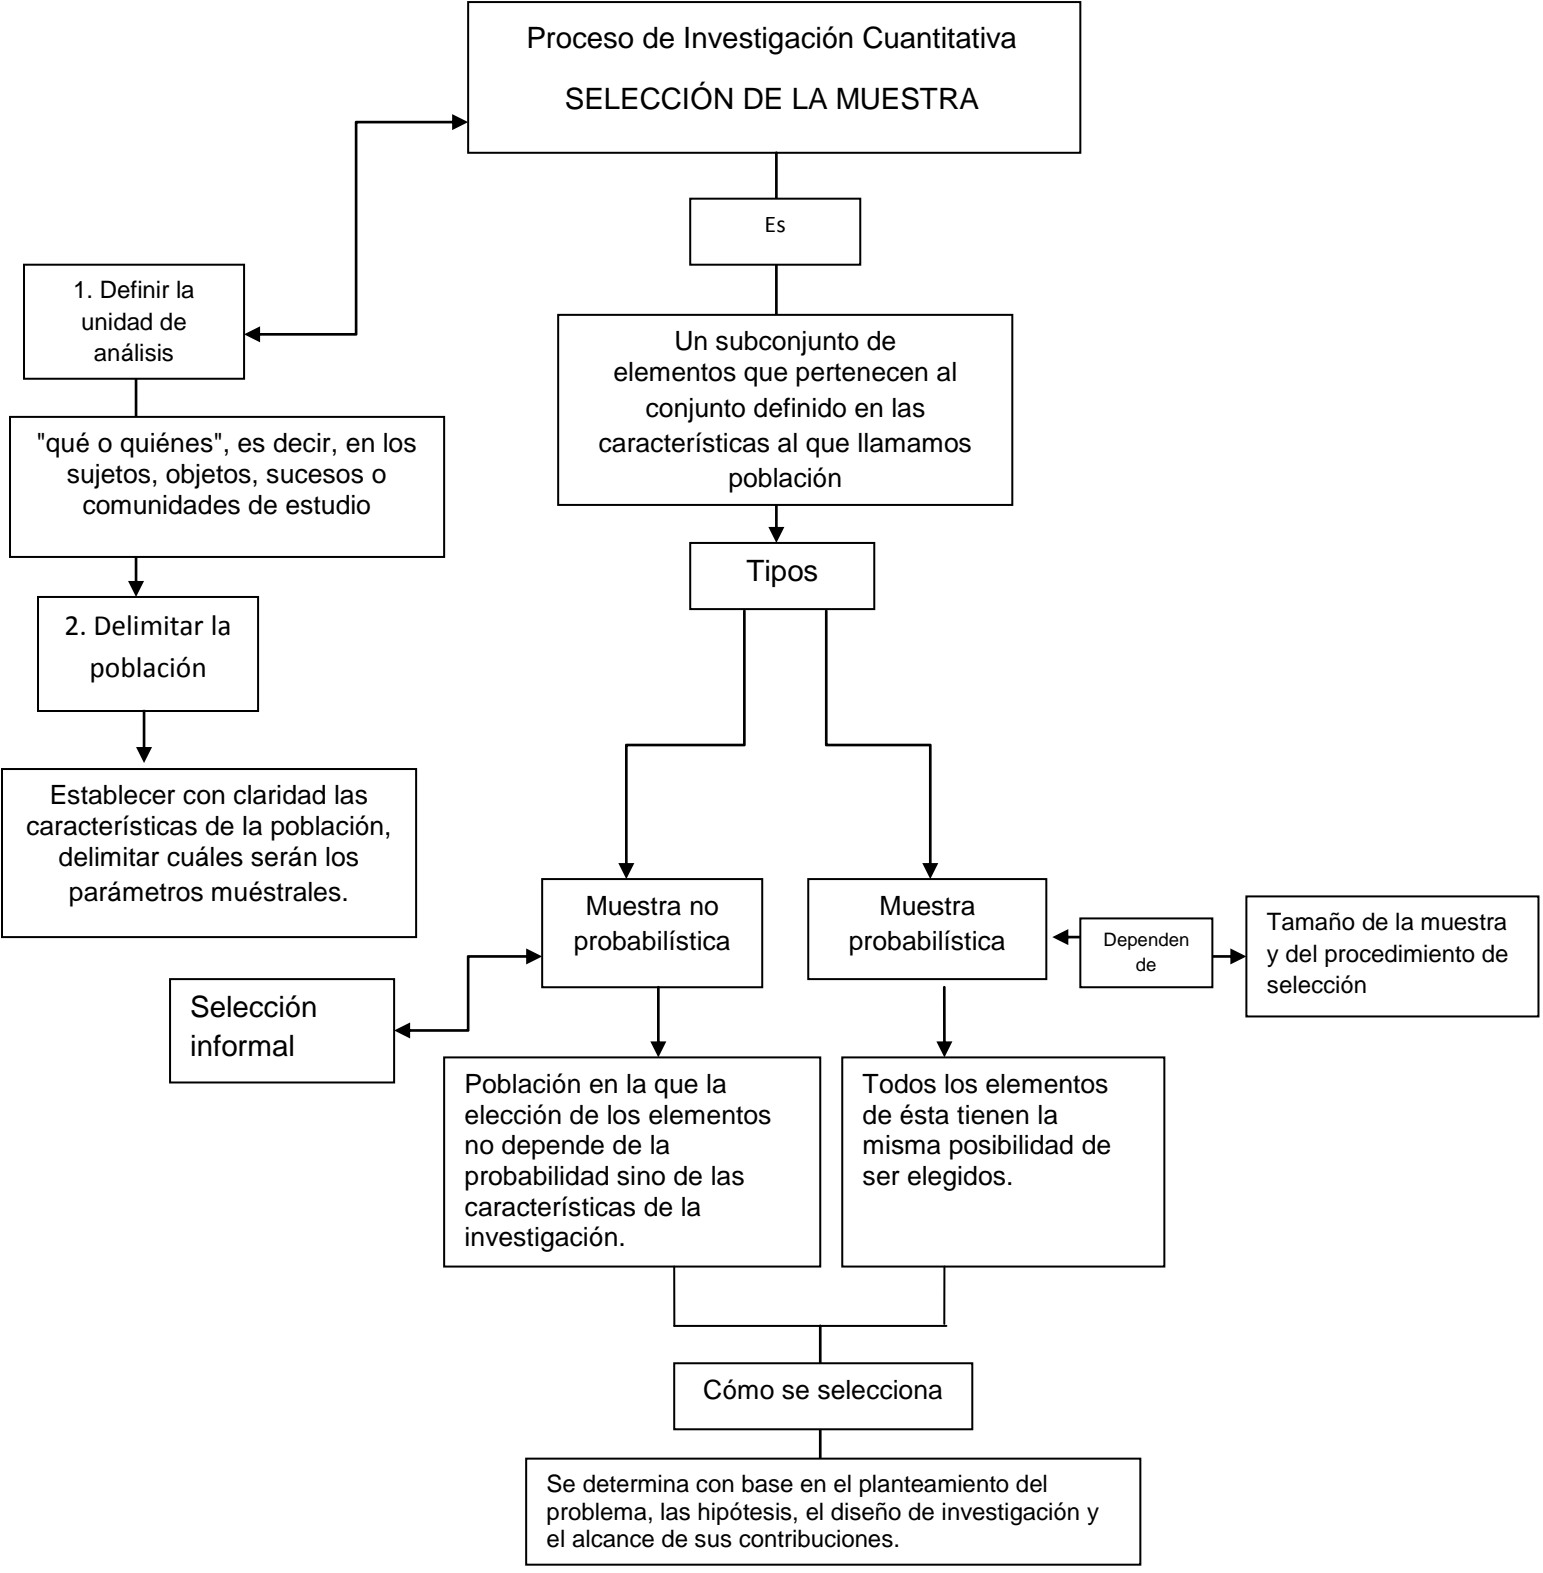 Proceso de Investigación Cuantitativa
SELECCIÓN DE LA MUESTRA
Es
1. Definir la
unidad de
análisis
Un subconjunto de
elementos que pertenecen al
conjunto definido en las
características al que llamamos
población
"qué o quiénes", es decir, en los
sujetos, objetos, sucesos o
comunidades de estudio
Tipos
2. Delimitar la
población
Establecer con claridad las
características de la población,
delimitar cuáles serán los
parámetros muéstrales.
Muestra no
probabilística
Muestra
probabilística
Dependen
de
Tamaño de la muestra
y del procedimiento de
selección
Selección
informal
Población en la que la
elección de los elementos
no depende de la
probabilidad sino de las
características de la
investigación.
Todos los elementos
de ésta tienen la
misma posibilidad de
ser elegidos.
Cómo se selecciona
Se determina con base en el planteamiento del
problema, las hipótesis, el diseño de investigación y
el alcance de sus contribuciones.